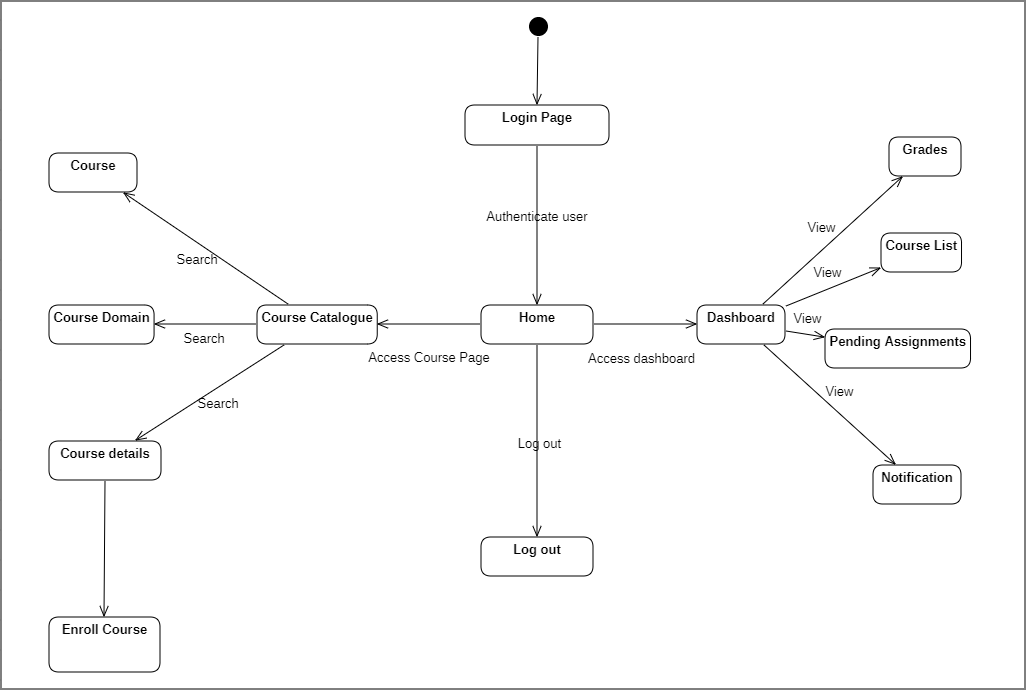 Login Page
Grades
Course
Authenticate user
View
Course List
Search
View
Course Domain
Course Catalogue
Home
Dashboard
View
Search
Pending Assignments
Access Course Page
Access dashboard
View
Search
Log out
Course details
Notification
Log out
Enroll Course